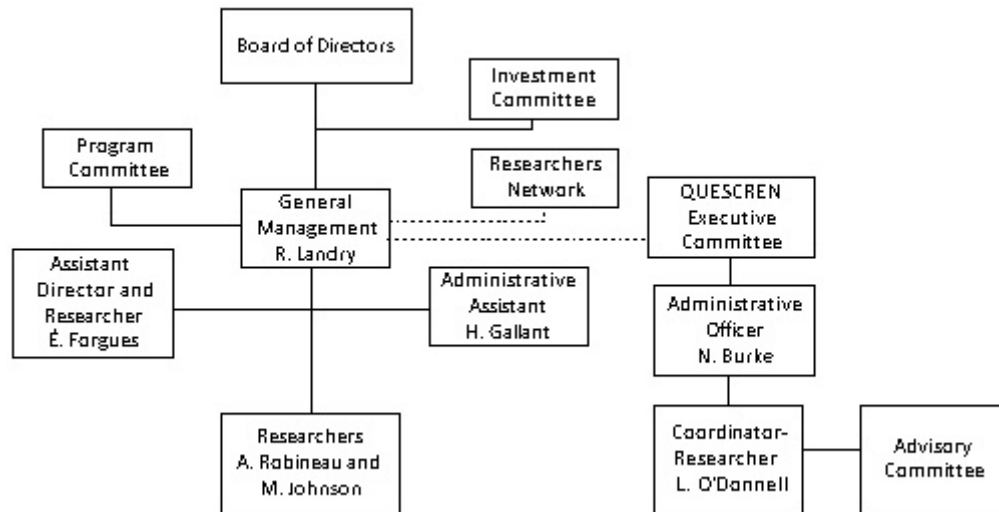 Board of Directors
Investment
Committee
Program
Committee
Researchers
Network
General
Management
R. Landry
QUESCREN
Executive
Committee
Assistant
Director and
Researcher
É. Forgues
Administrative
Assistant
H. Gallant
Administrative
Officer
N. Burke
Researchers
A. Robineau and
M. Johnson
Coordinator-
Researcher
L. O'Donnell
Advisory
Committee